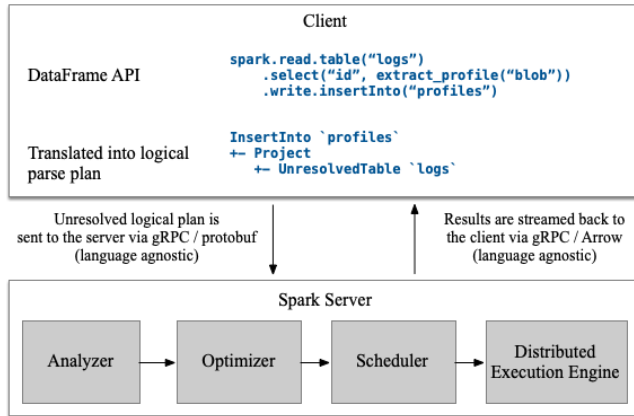 Client
DataFrame API
spark.read.table(“logs”)
.select(“id”, extract_profile(“blob”))
.write.insertInto(“profiles”)
Translated into logical
parse plan
InsertInto `profiles`
+– Project
+– UnresolvedTable `logs`
Unresolved logical plan is
sent to the server via gRPC / protobuf
(language agnostic)
Results are streamed back to
the client via gRPC / Arrow
(language agnostic)
Spark Server
Analyzer
Optimizer
Scheduler
Distributed
Execution Engine